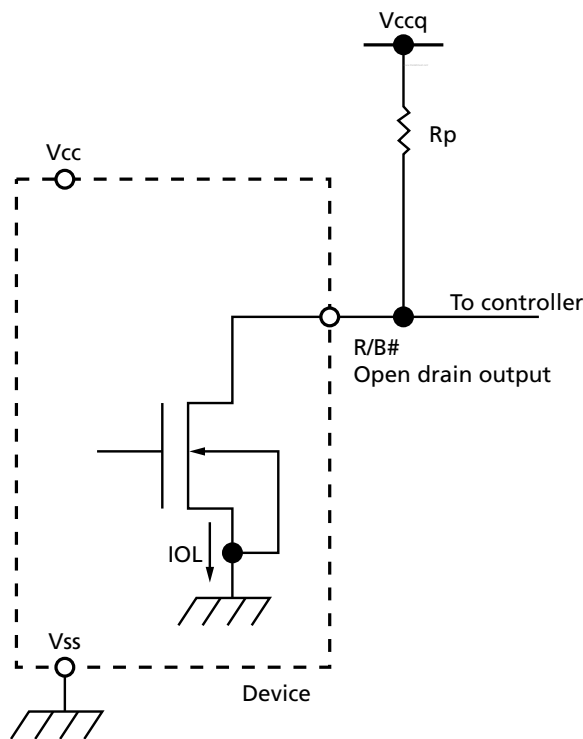 Vccq
Rp
Vcc
To controller
R/B#
Open drain output
IOL
Vss
Device